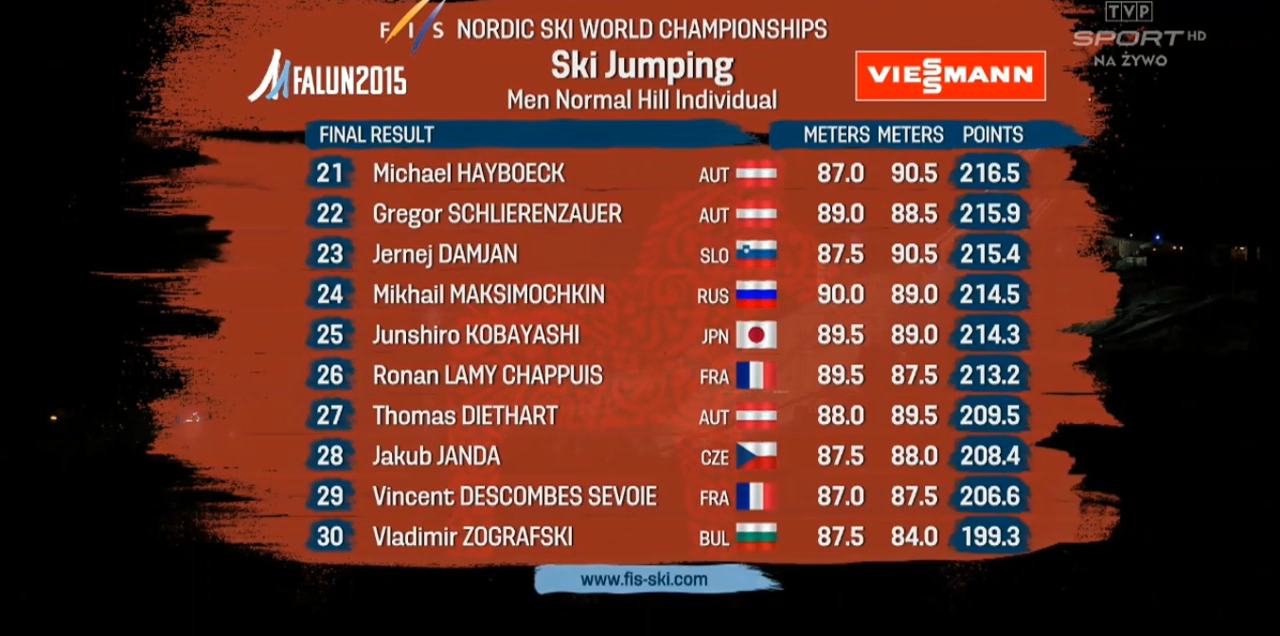 FIS NORDIC SKI WORLD CHAMPIONSHIPS
TVP
SPORT HD
NA ŻYWO
FALUN2015
Ski Jumping
VIESSMANN
Men Normal Hill Individual
FINAL RESULT METERS METERS POINTS
21 Michael HAYBOECK AUT 87.0 90.5 216.5
22 Gregor SCHLIERENZAUER AUT 89.0 88.5 215.9
23 Jernej DAMJAN SLO 87.5 90.5 215.4
24 Mikhail MAKSIMOCHKIN RUS 90.0 89.0 214.5
25 Junshiro KOBAYASHI JPN 89.5 89.0 214.3
26 Ronan LAMY CHAPPUIS FRA 89.5 87.5 213.2
27 Thomas DIETHART AUT 88.0 89.5 209.5
28 Jakub JANDA CZE 87.5 88.0 208.4
29 Vincent DESCOMBES SEVOIE FRA 87.0 87.5 206.6
30 Vladimir ZOGRAFSKI BUL 87.5 84.0 199.3
www.fis-ski.com